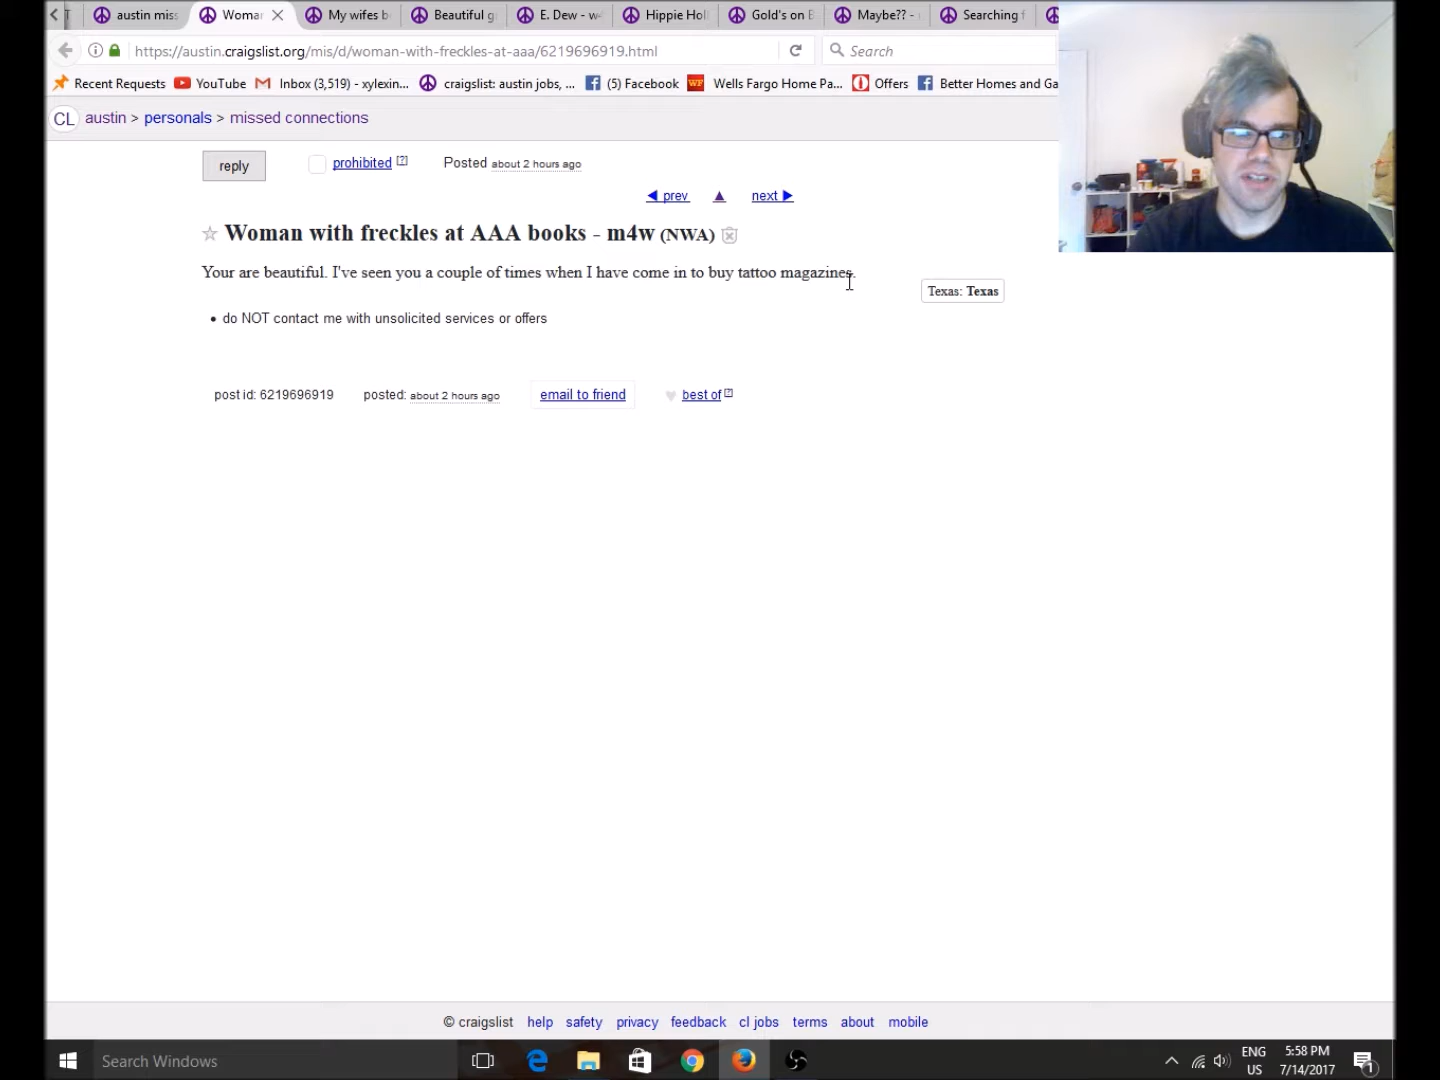 austin miss
Woma
My wifes b
Beautiful g
E. Dew - w
Hippie Hol
Gold's on B
Maybe?? -
Searching f
https://austin.craigslist.org/mis/d/woman-with-freckles-at-aaa/6219696919.html
Search
Recent Requests
YouTube
Inbox (3,519) - xylexin...
craigslist: austin jobs, ...
(5) Facebook
WF
Wells Fargo Home Pa...
Offers
Better Homes and Ga
CL austin > personals > missed connections
reply
prohibited [?]
Posted about 2 hours ago
◀ prev ▲ next ▶
☆ Woman with freckles at AAA books - m4w (NWA)
Your are beautiful. I've seen you a couple of times when I have come in to buy tattoo magazines.
Texas: Texas
• do NOT contact me with unsolicited services or offers
post id: 6219696919
posted: about 2 hours ago
email to friend
♥ best of [?]
© craigslist help safety privacy feedback cl jobs terms about mobile
Search Windows
ENG
US
5:58 PM
7/14/2017
1